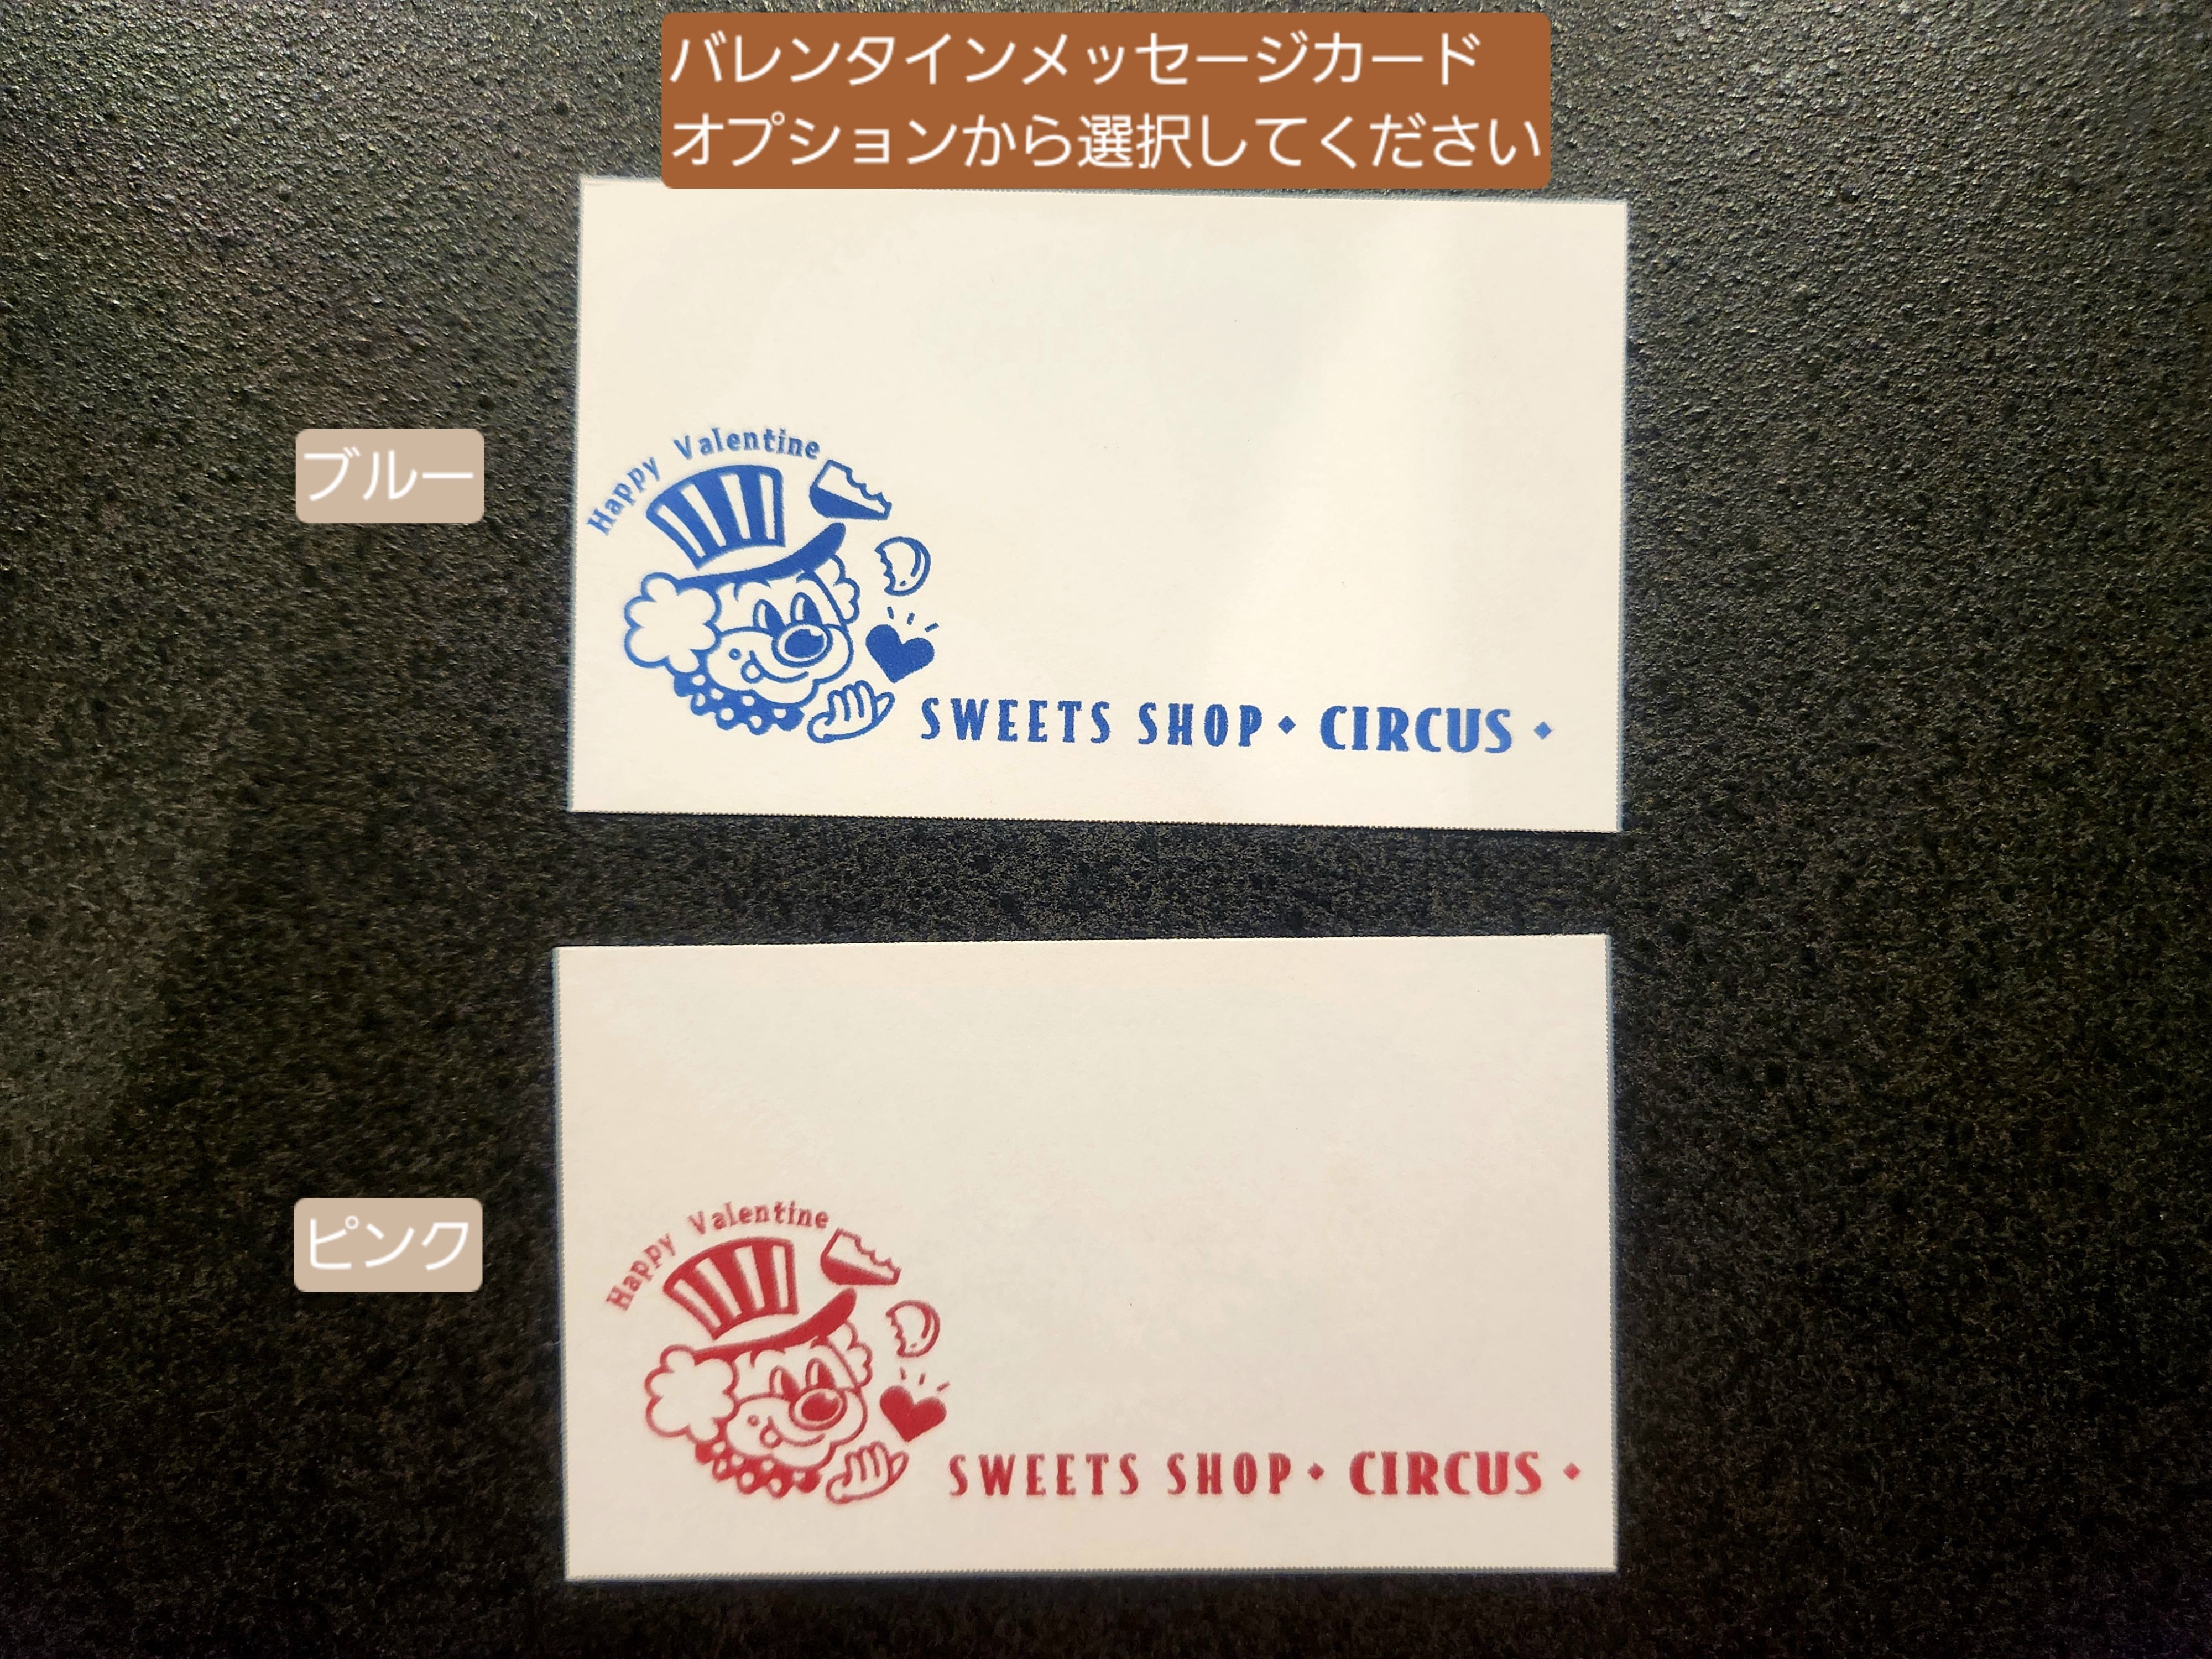 バレンタインメッセージカード
オプションから選択してください
ブルー
Happy Valentine
SWEETS SHOP◆CIRCUS◆
ピンク
Happy Valentine
SWEETS SHOP◆CIRCUS◆